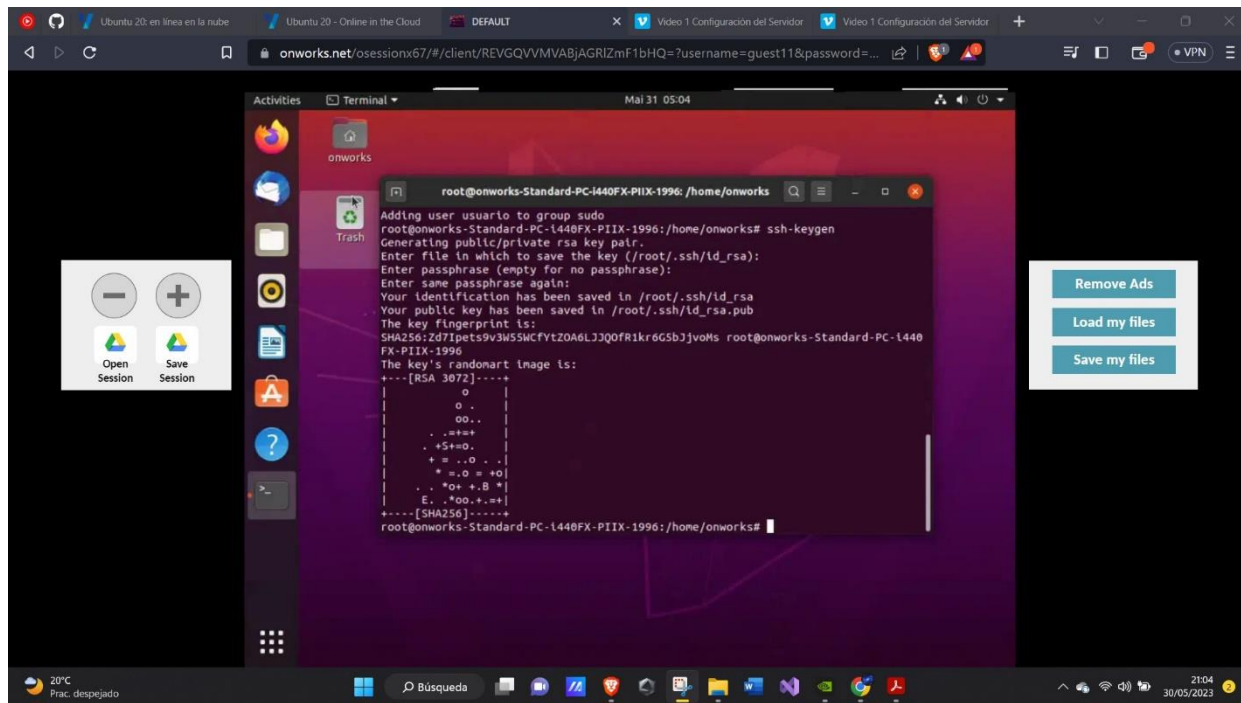 Ubuntu 20: en línea en la nube
Ubuntu 20 - Online in the Cloud
DEFAULT
Video 1 Configuración del Servidor
Video 1 Configuración del Servidor
onworks.net/osessionx67/#/client/REVGQVVMVABjAGRIZmF1bHQ=?username=guest11&password=...
VPN
Activities
Terminal
Mai 31 05:04
onworks
Trash
root@onworks-Standard-PC-i440FX-PIIX-1996: /home/onworks
Adding user usuario to group sudo
root@onworks-Standard-PC-i440FX-PIIX-1996:/home/onworks# ssh-keygen
Generating public/private rsa key pair.
Enter file in which to save the key (/root/.ssh/id_rsa):
Enter passphrase (empty for no passphrase):
Enter same passphrase again:
Your identification has been saved in /root/.ssh/id_rsa
Your public key has been saved in /root/.ssh/id_rsa.pub
The key fingerprint is:
SHA256:Zd7Ipets9v3W55WCfYtZOA6LJJQOfR1kr6G5bJjvoMs root@onworks-Standard-PC-i440
FX-PIIX-1996
The key's randomart image is:
+---[RSA 3072]----+
|          o      |
|         o .     |
|         oo..    |
|      . .=+=+    |
|     . +S+=o.    |
|      + = ..o . .|
|       * =.o = +o|
|    . . *o+ +.B *|
|     E. .*oo.+.=+|
+----[SHA256]-----+
root@onworks-Standard-PC-i440FX-PIIX-1996:/home/onworks#
Open Session
Save Session
Remove Ads
Load my files
Save my files
20°C
Prac. despejado
Búsqueda
21:04
30/05/2023
2